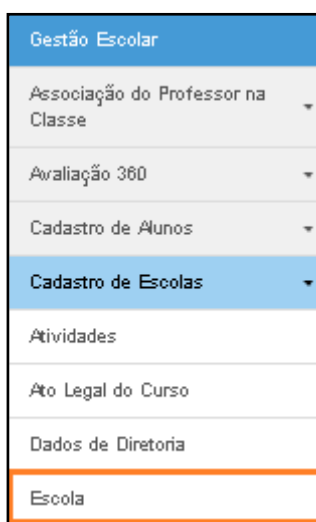 Gestão Escolar
Associação do Professor na
Classe
Avaliação 360
Cadastro de Alunos
Cadastro de Escolas
Atividades
Ato Legal do Curso
Dados de Diretoria
Escola